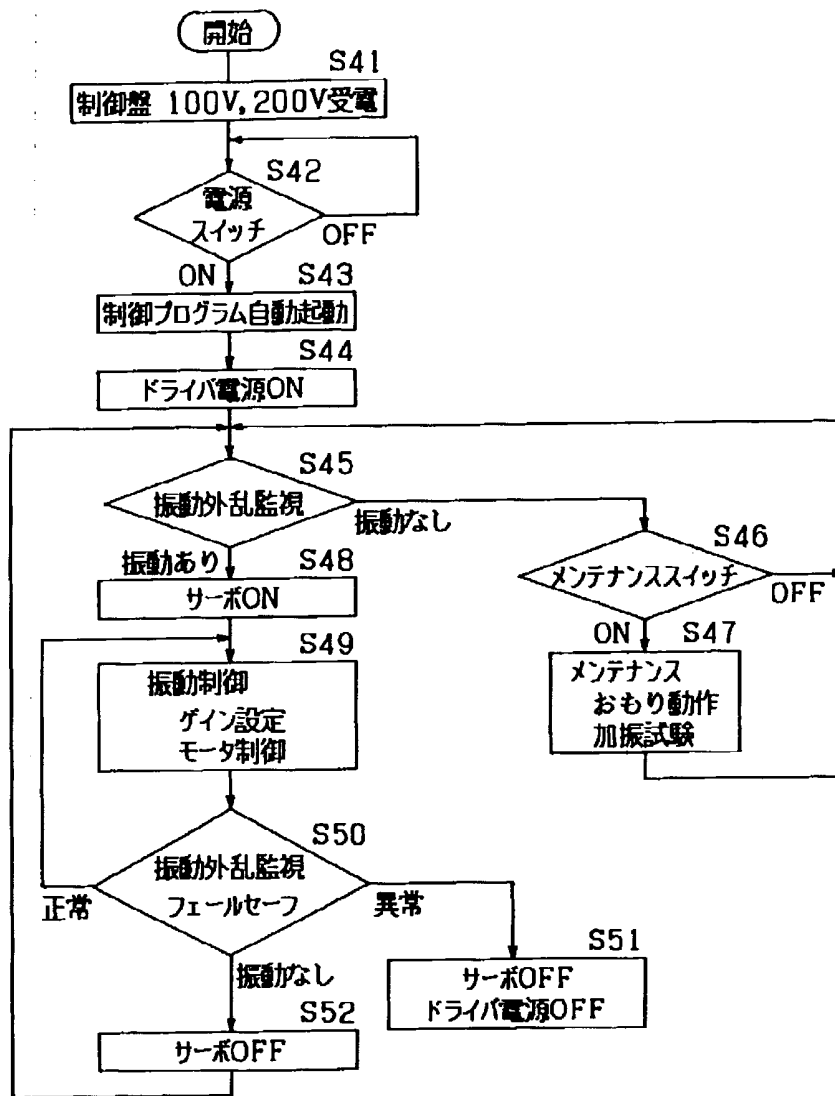 開始
S41
制御盤 100V, 200V受電
S42
電源
スイッチ
OFF
ON
S43
制御プログラム自動起動
S44
ドライバ電源ON
S45
振動外乱監視
振動なし
S46
メンテナンススイッチ
OFF
ON
S47
メンテナンス
おもり動作
加振試験
振動あり
S48
サーボON
S49
振動制御
ゲイン設定
モータ制御
S50
振動外乱監視
フェールセーフ
正常
異常
S51
サーボOFF
ドライバ電源OFF
振動なし
S52
サーボOFF